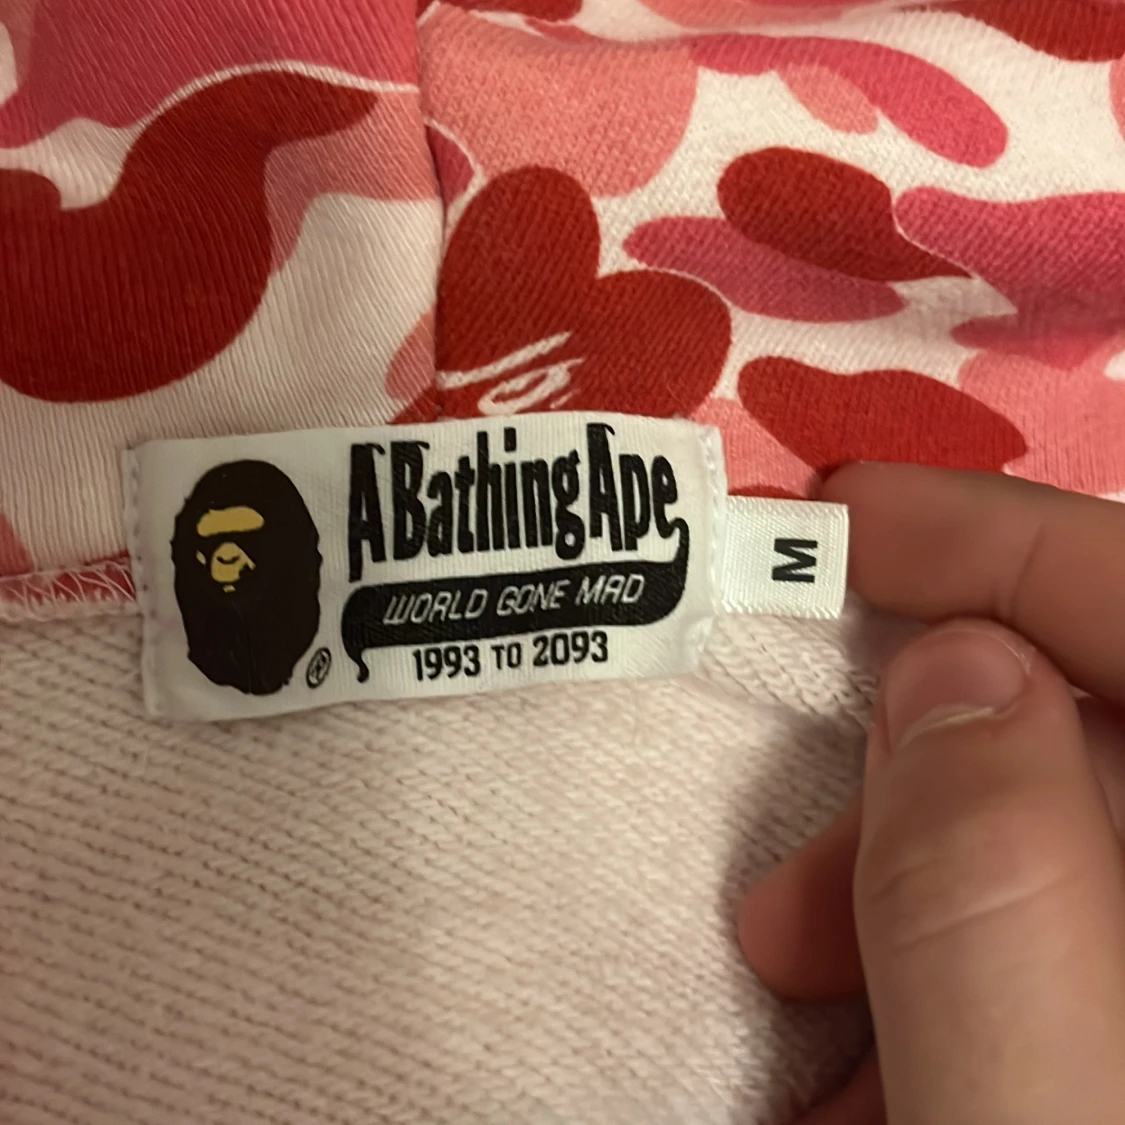 A Bathing Ape
WORLD GONE MAD
1993 TO 2093
M